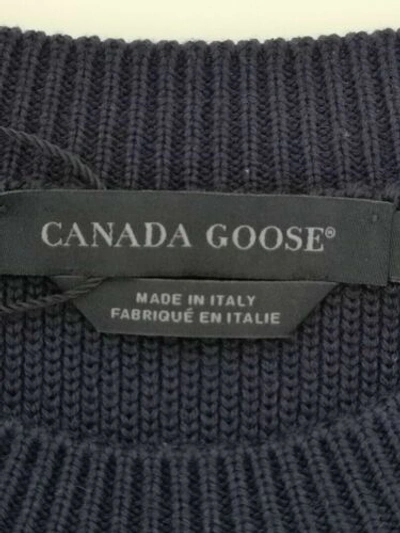 CANADA GOOSE®
MADE IN ITALY
FABRIQUÉ EN ITALIE